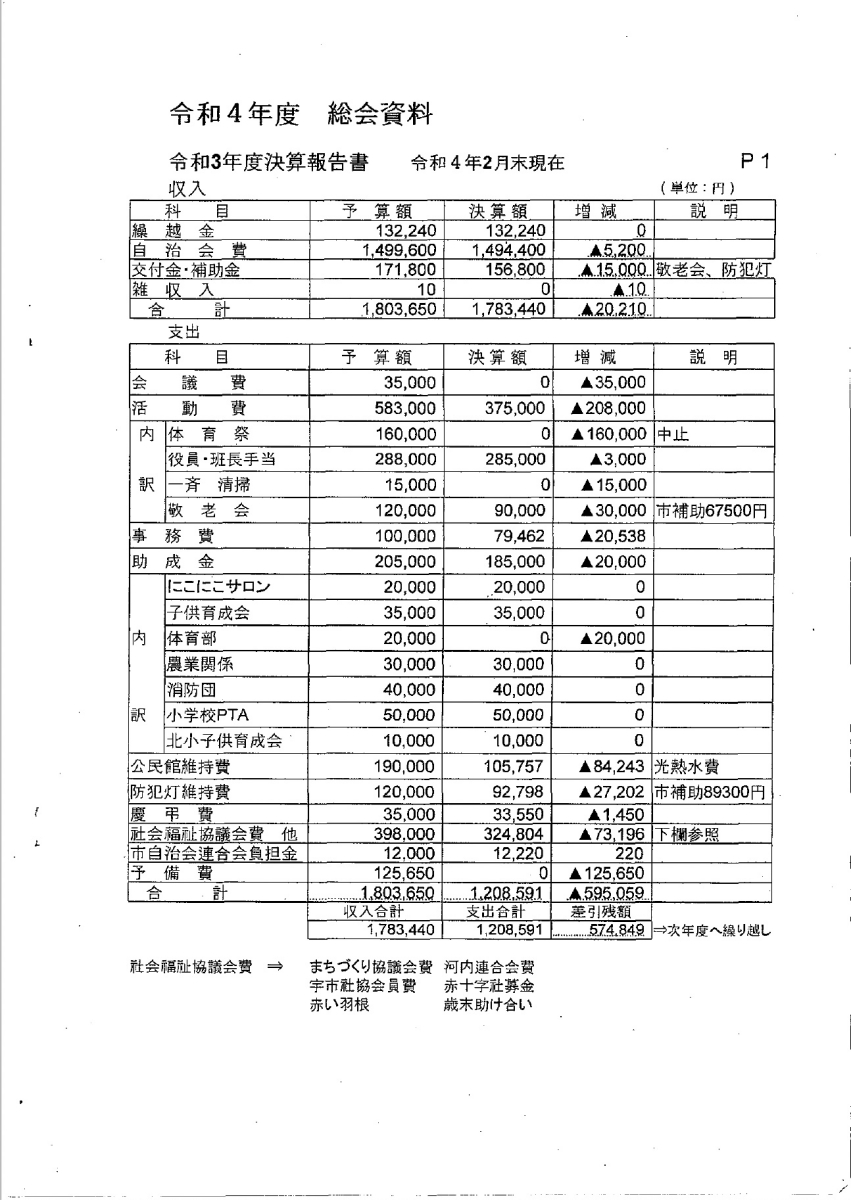 令和４年度　総会資料
令和3年度決算報告書　令和４年2月末現在　P 1
収入　（単位：円）
科　目　予　算額　決算額　増減　説　明
繰　越　金　132,240　132,240　0
自　治　会　費　1,499,600　1,494,400　▲5,200
交付金・補助金　171,800　156,800　▲15,000　敬老会、防犯灯
雑　収　入　10　0　▲10
合　計　1,803,650　1,783,440　▲20,210
支出
科　目　予　算額　決算額　増減　説　明
会　議　費　35,000　0　▲35,000
活　動　費　583,000　375,000　▲208,000
内　体　育　祭　160,000　0　▲160,000　中止
役員・班長手当　288,000　285,000　▲3,000
訳　一斉　清掃　15,000　0　▲15,000
敬　老　会　120,000　90,000　▲30,000　市補助67500円
事　務　費　100,000　79,462　▲20,538
助　成　金　205,000　185,000　▲20,000
にこにこサロン　20,000　20,000　0
子供育成会　35,000　35,000　0
内　体育部　20,000　0　▲20,000
農業関係　30,000　30,000　0
消防団　40,000　40,000　0
訳　小学校PTA　50,000　50,000　0
北小子供育成会　10,000　10,000　0
公民館維持費　190,000　105,757　▲84,243　光熱水費
防犯灯維持費　120,000　92,798　▲27,202　市補助89300円
慶　弔　費　35,000　33,550　▲1,450
社会福祉協議会費　他　398,000　324,804　▲73,196　下欄参照
市自治会連合会負担金　12,000　12,220　220
予　備　費　125,650　0　▲125,650
合　計　1,803,650　1,208,591　▲595,059
収入合計　支出合計　差引残額
1,783,440　1,208,591　574,849　⇒次年度へ繰り越し
社会福祉協議会費　⇒　まちづくり協議会費　河内連合会費
宇市社協会員費　赤十字社募金
赤い羽根　歳末助け合い